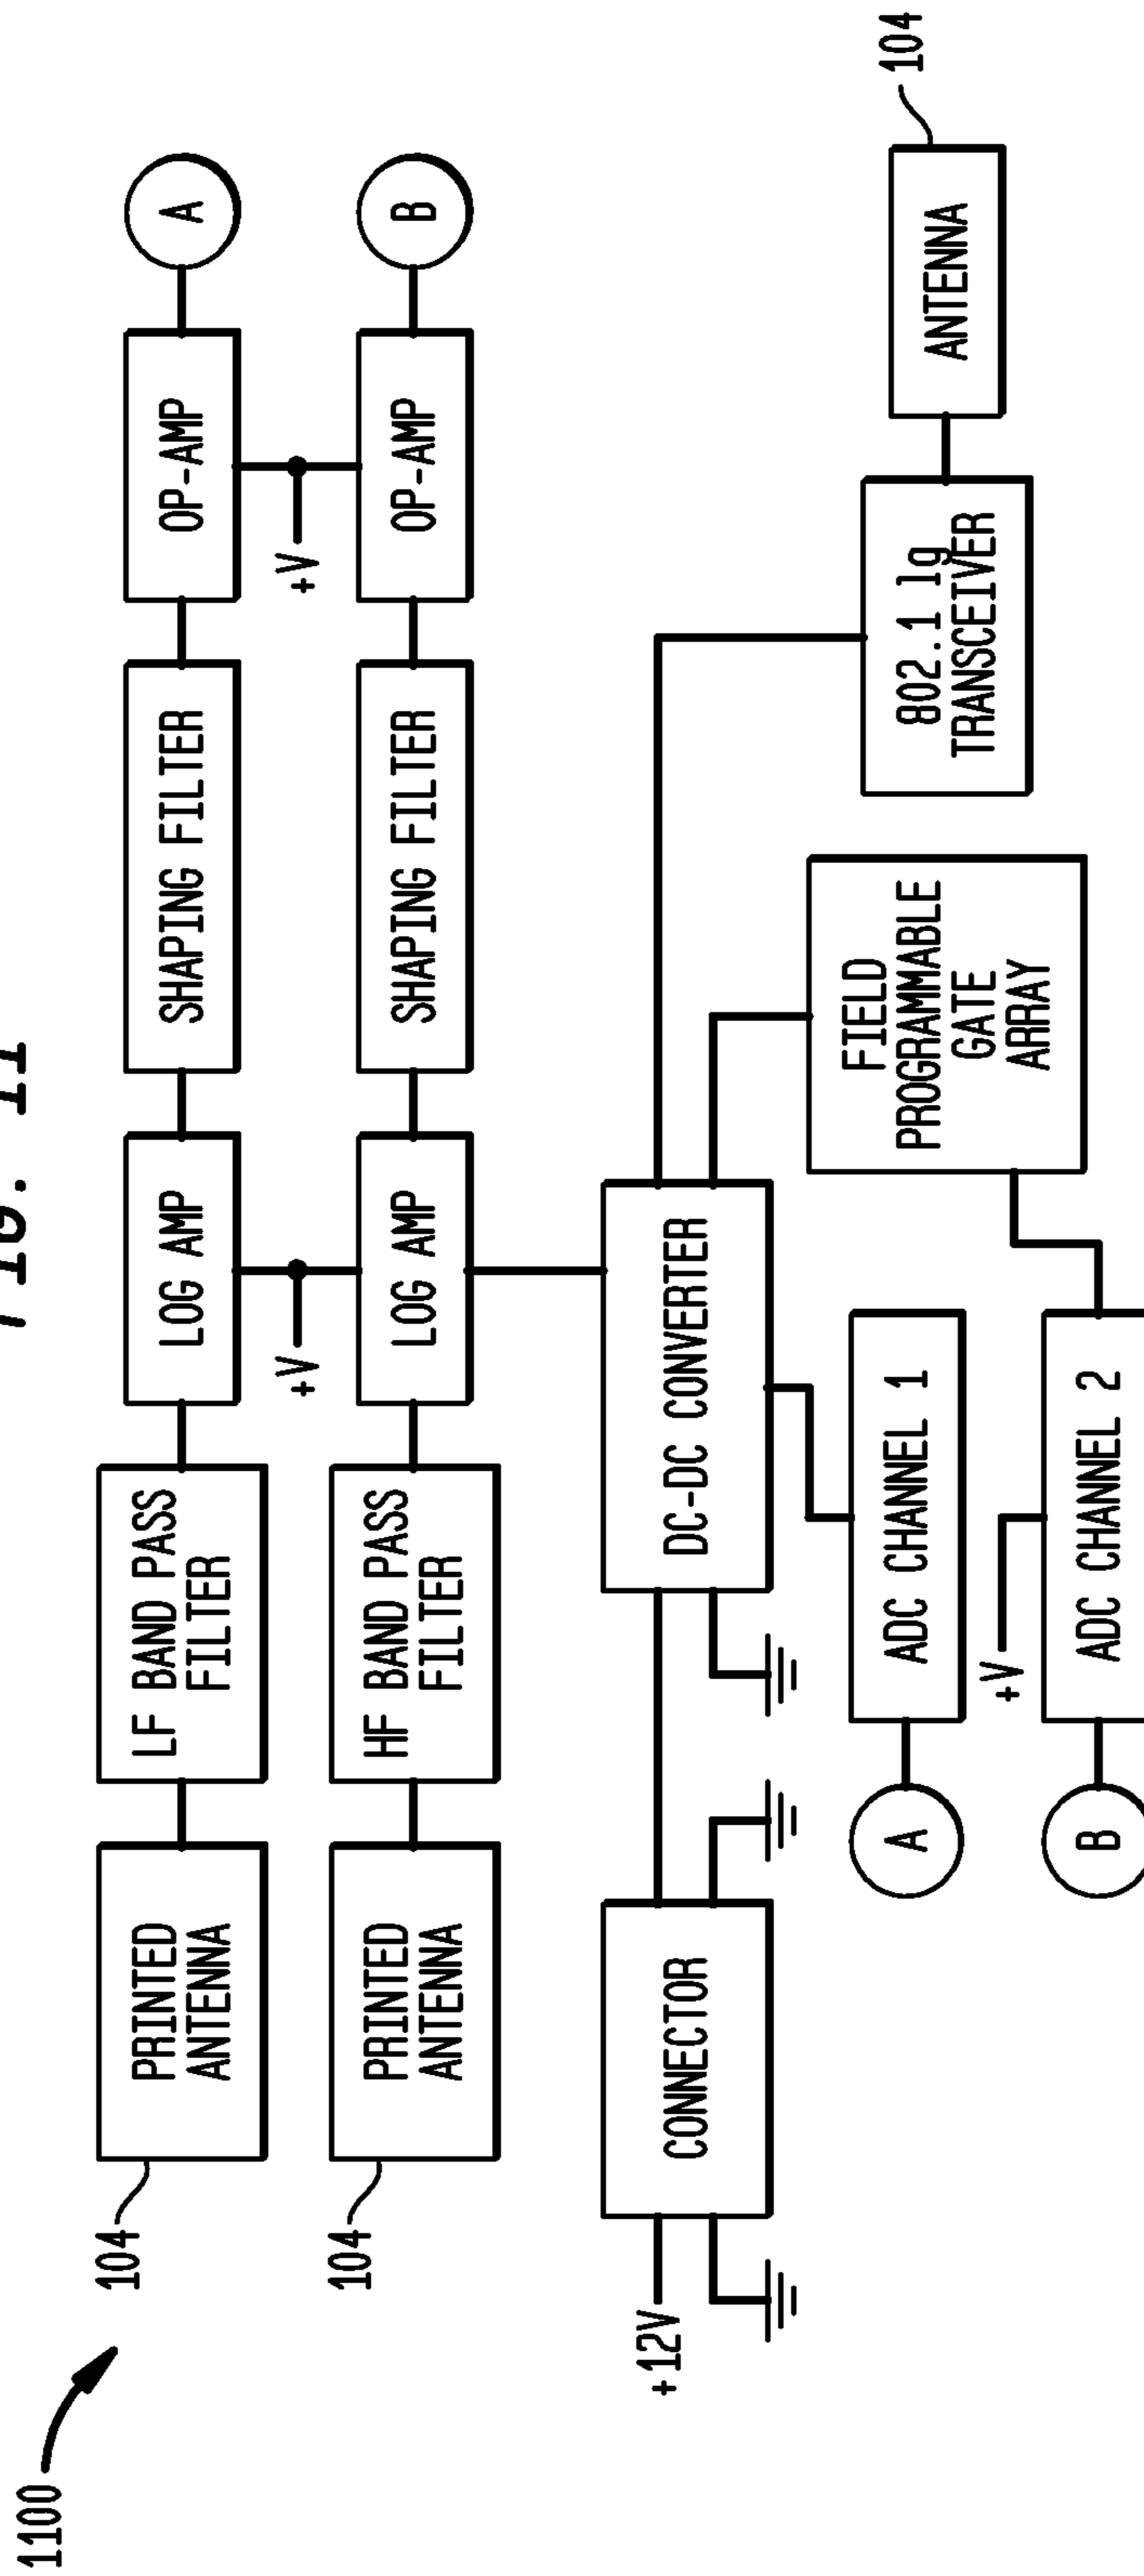 FIG. 11
1100
104
PRINTED
ANTENNA
LF BAND PASS
FILTER
LOG AMP
SHAPING FILTER
OP-AMP
A
+V
+V
104
PRINTED
ANTENNA
HF BAND PASS
FILTER
LOG AMP
SHAPING FILTER
OP-AMP
B
+12V
CONNECTOR
DC-DC CONVERTER
802.1 1g
TRANSCEIVER
ANTENNA
104
FIELD
PROGRAMMABLE
GATE
ARRAY
A
ADC CHANNEL 1
+V
B
ADC CHANNEL 2